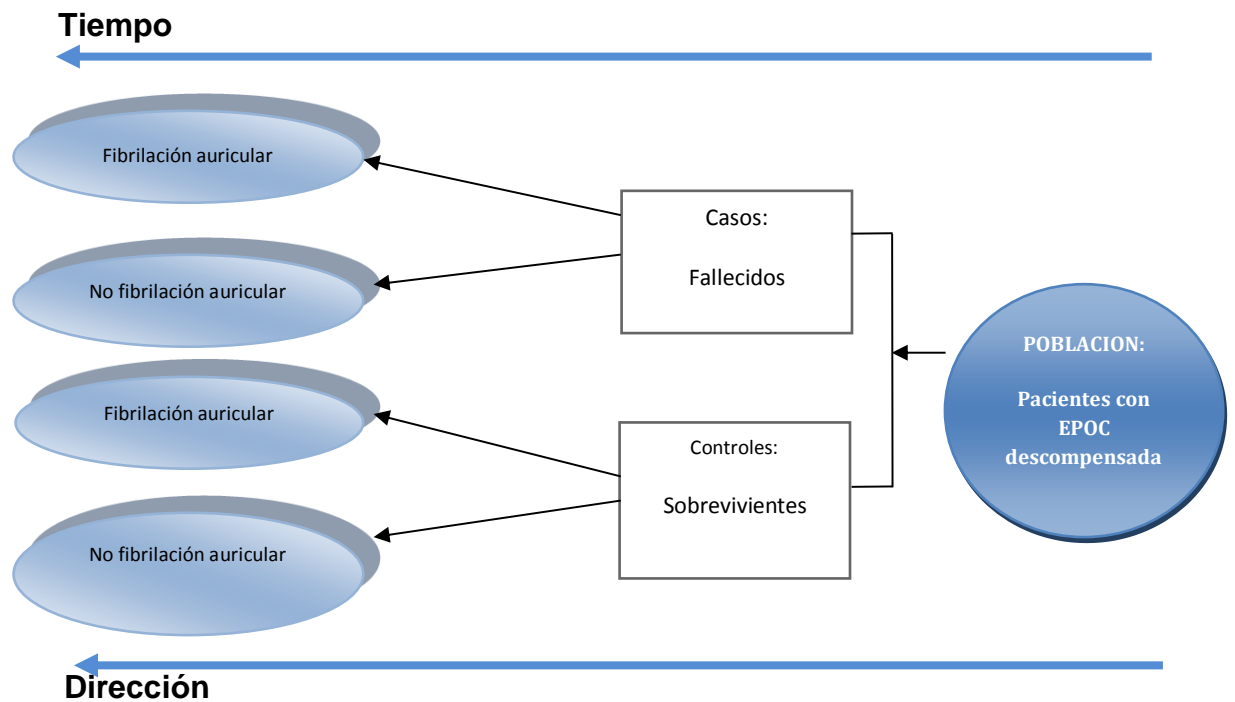 Tiempo
Fibrilación auricular
No fibrilación auricular
Fibrilación auricular
No fibrilación auricular
Casos:
Fallecidos
Controles:
Sobrevivientes
POBLACION:
Pacientes con
EPOC
descompensada
Dirección